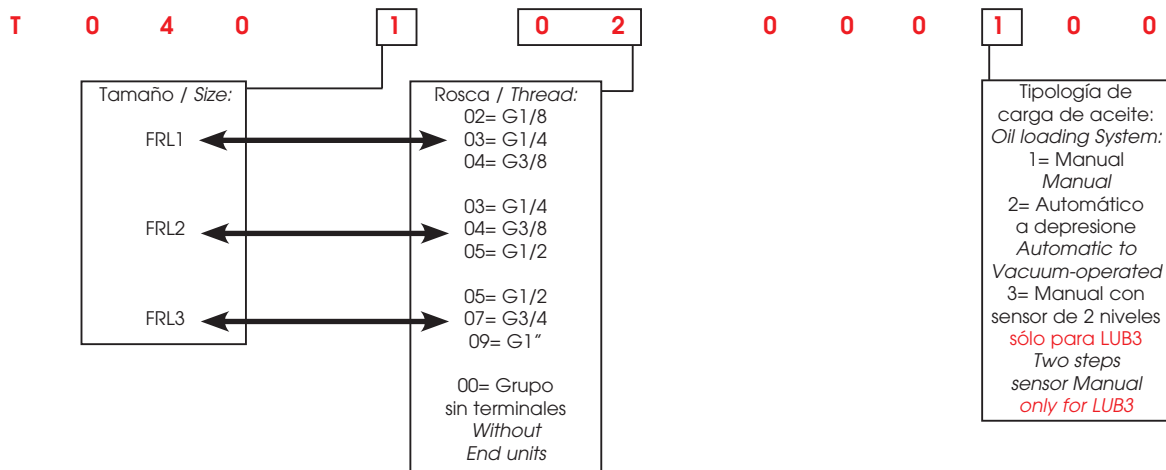 T 0 4 0 1 0 2 0 0 0 1 0 0
Tamaño / Size:
FRL1
FRL2
FRL3
Rosca / Thread:
02= G1/8
03= G1/4
04= G3/8
03= G1/4
04= G3/8
05= G1/2
05= G1/2
07= G3/4
09= G1"
00= Grupo
sin terminales
Without
End units
Tipología de
carga de aceite:
Oil loading System:
1= Manual
Manual
2= Automático
a depresione
Automatic to
Vacuum-operated
3= Manual con
sensor de 2 niveles
sólo para LUB3
Two steps
sensor Manual
only for LUB3